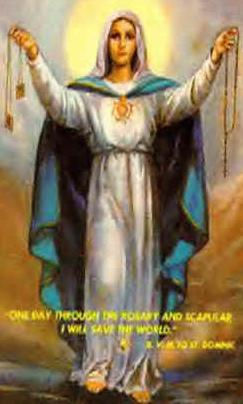 "ONE DAY THROUGH THE ROSARY AND SCAPULAR
I WILL SAVE THE WORLD."
B. V. M. TO ST. DOMINIC